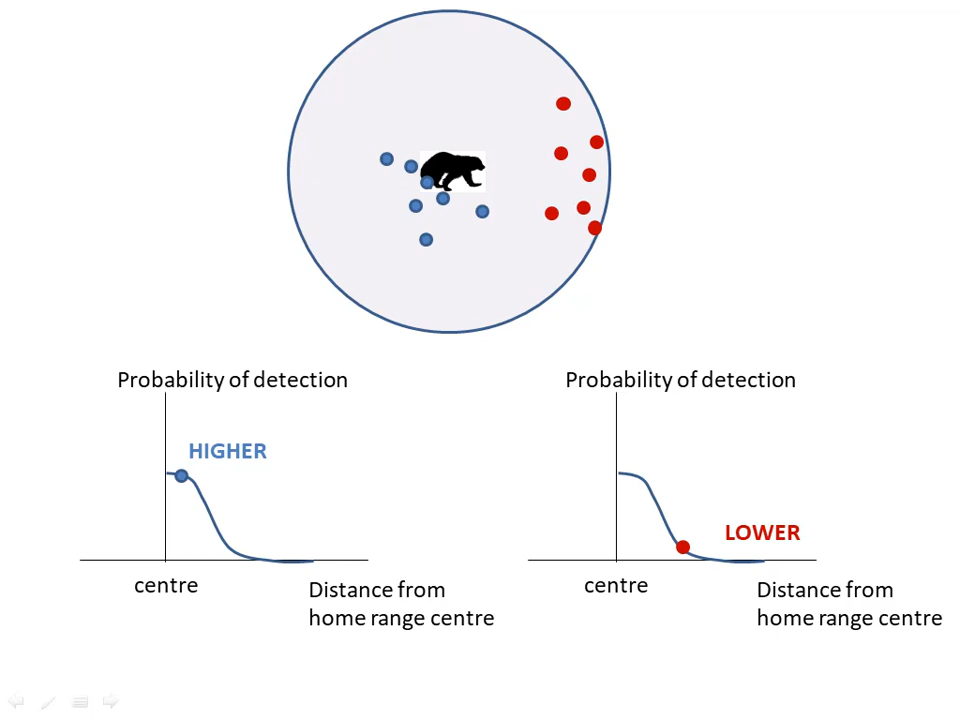 Probability of detection
HIGHER
centre
Distance from
home range centre
Probability of detection
LOWER
centre
Distance from
home range centre